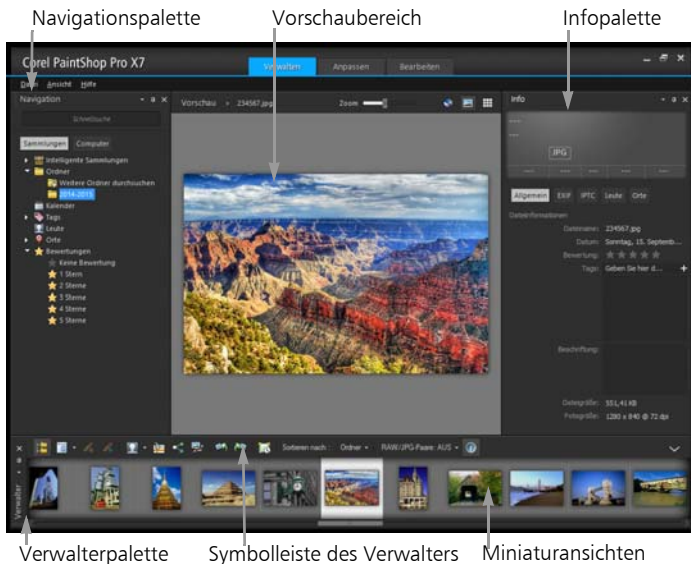 Navigationspalette Vorschaubereich Infopalette
Corel PaintShop Pro X7
Verwalten Anpassen Bearbeiten
Datei Ansicht Hilfe
Navigation
Schnellsuche
Sammlungen Computer
Intelligente Sammlungen
Ordner
Weitere Ordner durchsuchen
2014-2015
Kalender
Tags
Leute
Orte
Bewertungen
Keine Bewertung
1 Stern
2 Sterne
3 Sterne
4 Sterne
5 Sterne
Vorschau 234567.jpg Zoom
Info
JPG
Allgemein EXIF IPTC Leute Orte
Dateiinformationen
Dateiname: 234567.jpg
Datum: Sonntag, 15. Septemb...
Bewertung:
Tags: Geben Sie hier d... +
Beschriftung:
Dateigröße: 551,41 KB
Fotogröße: 1280 x 840 @ 72 dpi
Sortieren nach : Ordner RAW/JPG-Paare: AUS
Verwalter
Verwalterpalette Symbolleiste des Verwalters Miniaturansichten